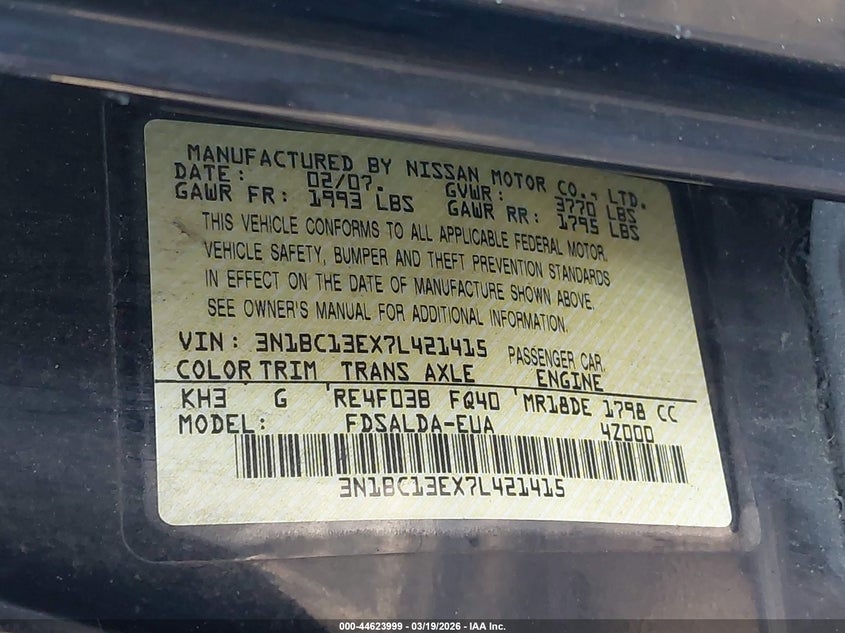 MANUFACTURED BY NISSAN MOTOR CO., LTD.
DATE: 02/07. GVWR: 3770 LBS
GAWR FR: 1993 LBS GAWR RR: 1795 LBS
THIS VEHICLE CONFORMS TO ALL APPLICABLE FEDERAL MOTOR
VEHICLE SAFETY, BUMPER AND THEFT PREVENTION STANDARDS
IN EFFECT ON THE DATE OF MANUFACTURE SHOWN ABOVE.
SEE OWNER'S MANUAL FOR ADDITIONAL INFORMATION.
VIN: 3N1BC13EX7L421415 PASSENGER CAR
COLOR TRIM TRANS AXLE ENGINE
KH3 G RE4F03B FQ40 MR18DE 1798 CC
MODEL: FDSALDA-EUA 4Z000
3N1BC13EX7L421415
000-44623999 — 03/19/2026 — IAA Inc.